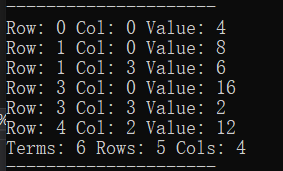 ---------------------
Row: 0 Col: 0 Value: 4
Row: 1 Col: 0 Value: 8
Row: 1 Col: 3 Value: 6
Row: 3 Col: 0 Value: 16
Row: 3 Col: 3 Value: 2
Row: 4 Col: 2 Value: 12
Terms: 6 Rows: 5 Cols: 4
---------------------